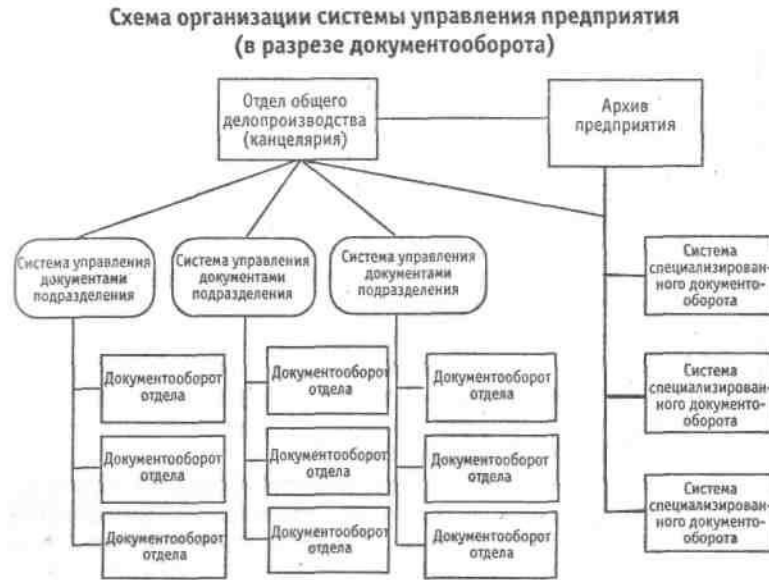 Схема организации системы управления предприятия
(в разрезе документооборота)
Отдел общего
делопроизводства
(канцелярия)
Архив
предприятия
Система управления
документами
подразделения
Система управления
документами
подразделения
Система управления
документами
подразделения
Система
специализирован-
ного документо-
оборота
Документооборот
отдела
Документооборот
отдела
Документооборот
отдела
Система
специализирован-
ного документо-
оборота
Документооборот
отдела
Документооборот
отдела
Документооборот
отдела
Система
специализирован-
ного документо-
оборота
Документооборот
отдела
Документооборот
отдела
Документооборот
отдела